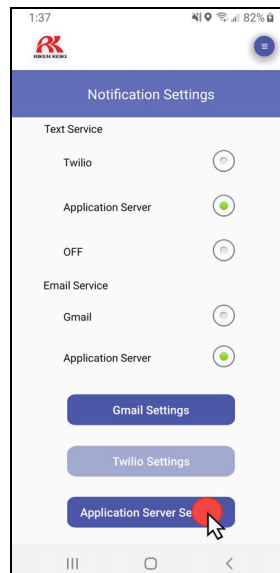 1:37 82%
RK
RIKEN KEIKI
Notification Settings
Text Service
Twilio
Application Server
OFF
Email Service
Gmail
Application Server
Gmail Settings
Twilio Settings
Application Server Se